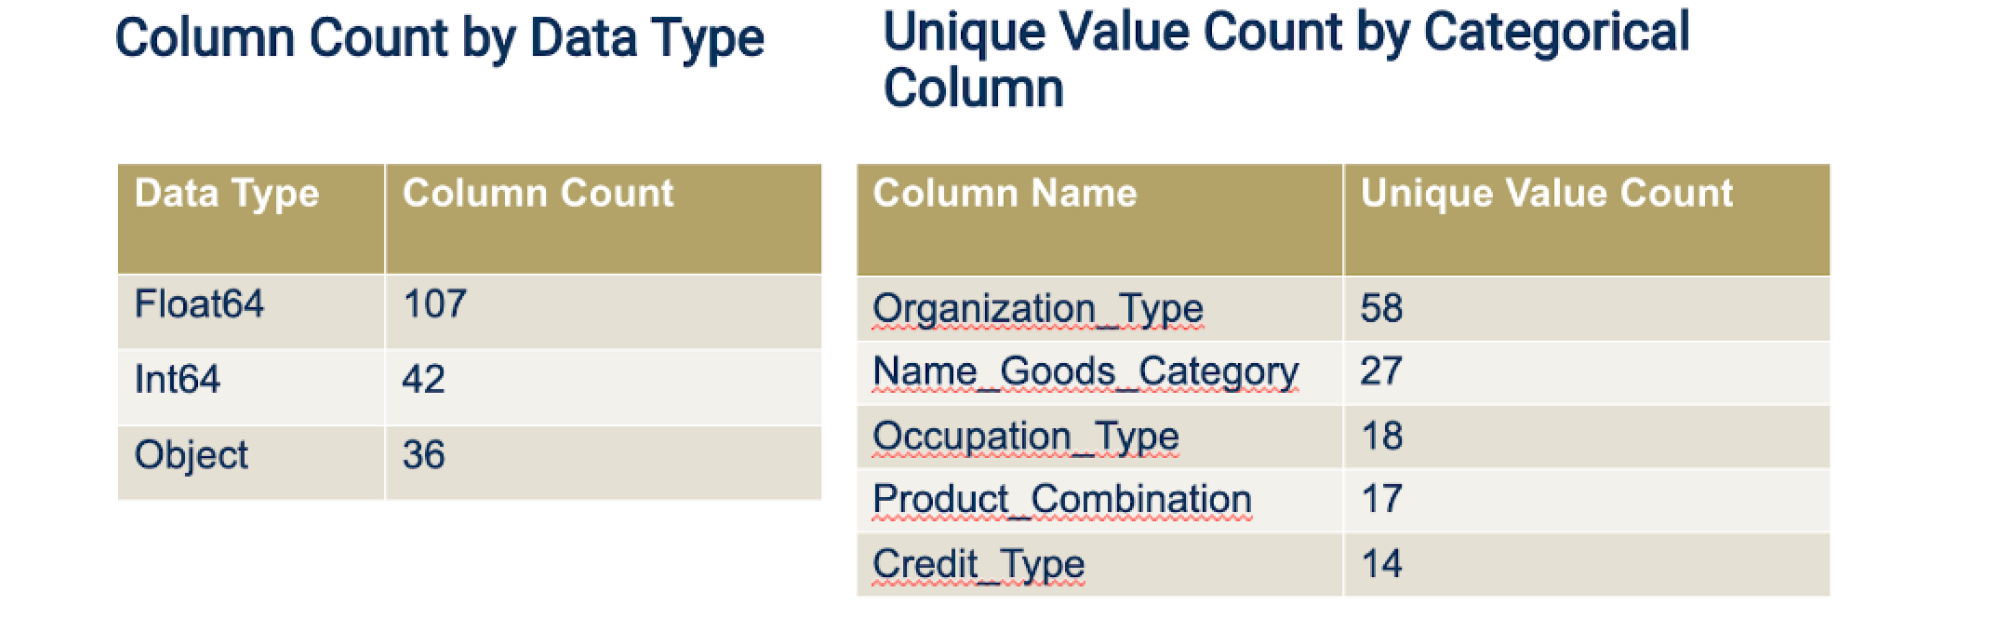 Column Count by Data Type
Unique Value Count by Categorical
Column
Data Type Column Count
Float64 107
Int64 42
Object 36
Column Name Unique Value Count
Organization_Type 58
Name_Goods_Category 27
Occupation_Type 18
Product_Combination 17
Credit_Type 14